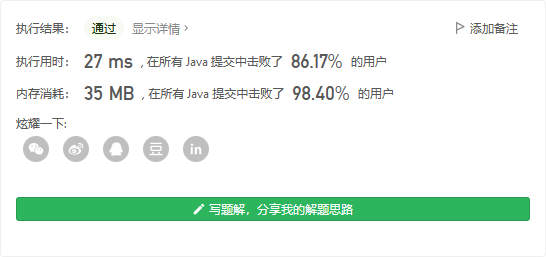 执行结果： 通过 显示详情 › 添加备注
执行用时： 27 ms , 在所有 Java 提交中击败了 86.17% 的用户
内存消耗： 35 MB , 在所有 Java 提交中击败了 98.40% 的用户
炫耀一下:
豆 in
写题解，分享我的解题思路